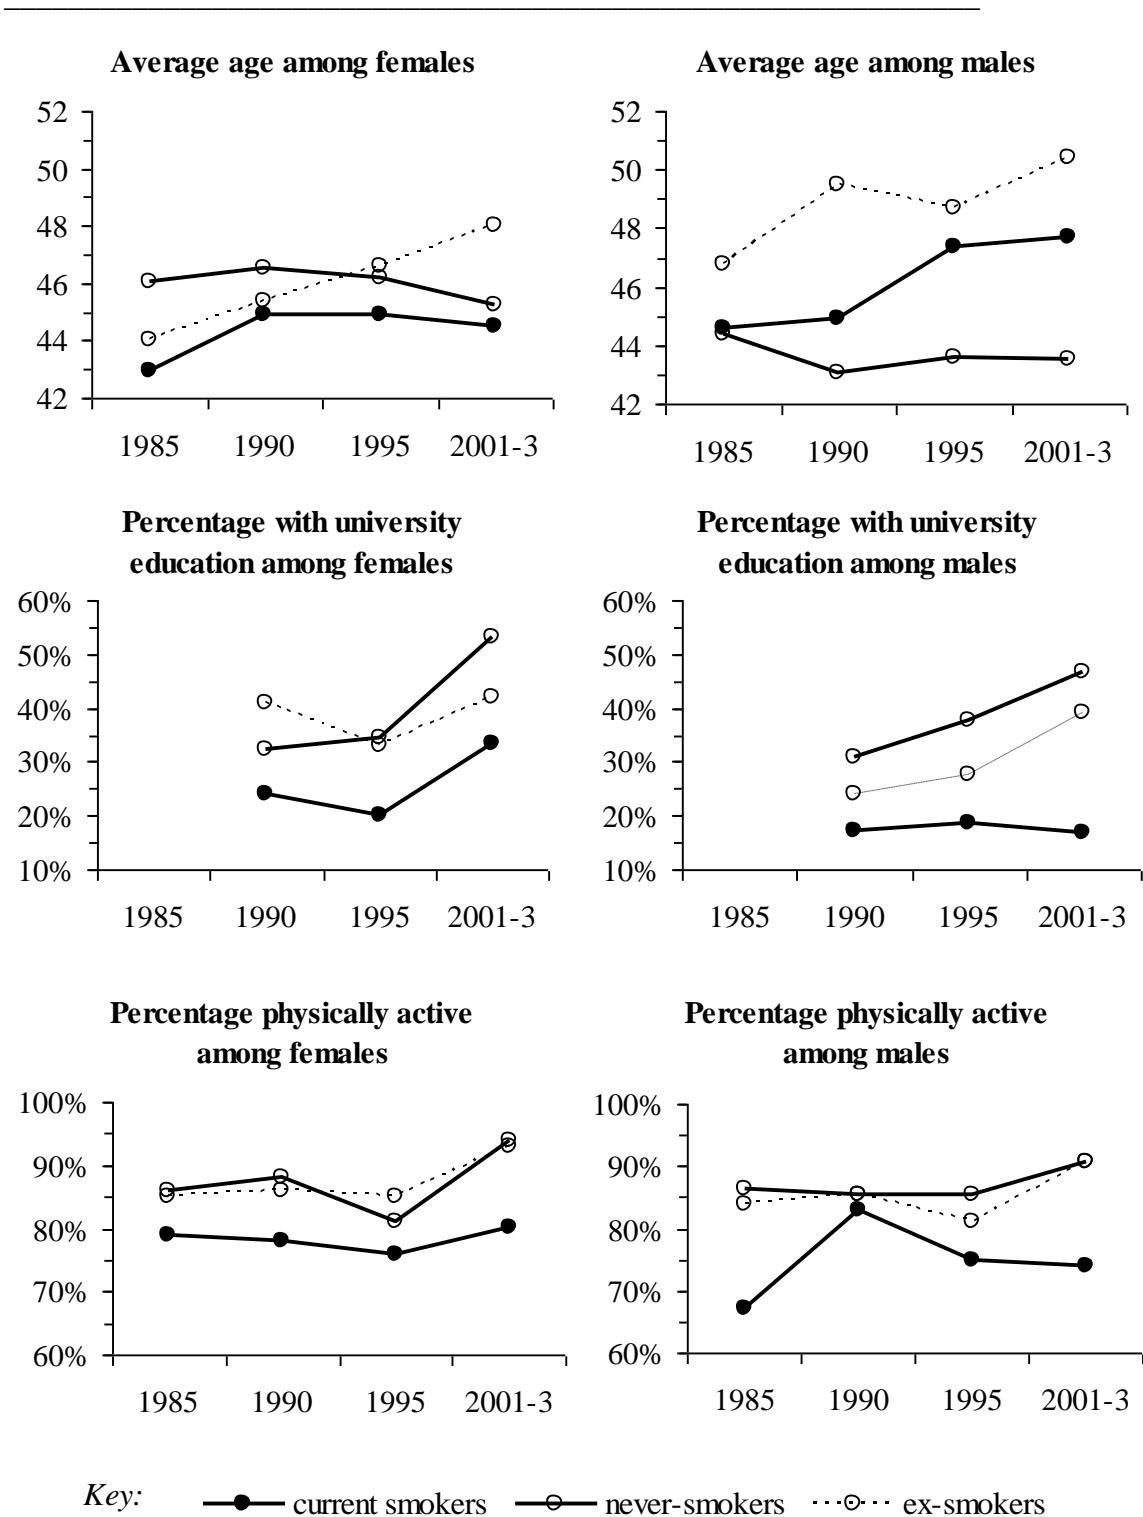 Average age among females
Average age among males
52
50
48
46
44
42
1985 1990 1995 2001-3
52
50
48
46
44
42
1985 1990 1995 2001-3
Percentage with university
education among females
Percentage with university
education among males
60%
50%
40%
30%
20%
10%
1985 1990 1995 2001-3
60%
50%
40%
30%
20%
10%
1985 1990 1995 2001-3
Percentage physically active
among females
Percentage physically active
among males
100%
90%
80%
70%
60%
1985 1990 1995 2001-3
100%
90%
80%
70%
60%
1985 1990 1995 2001-3
Key: current smokers never-smokers ex-smokers